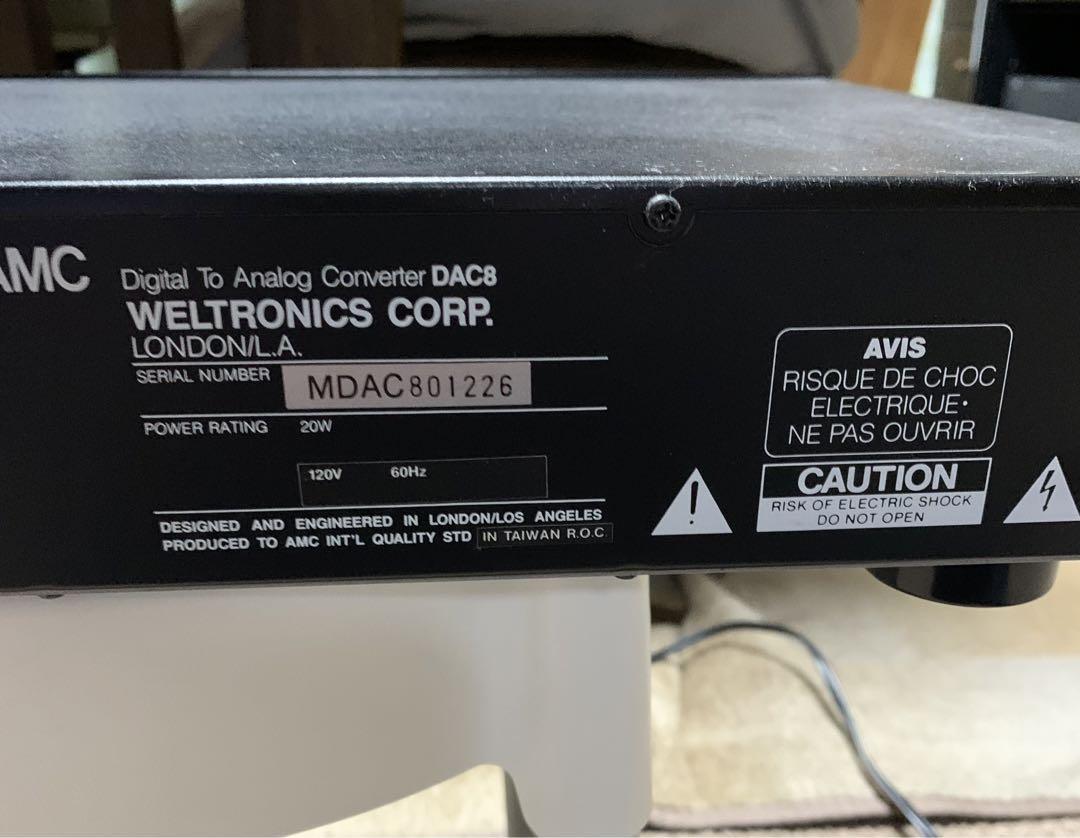 AMC Digital To Analog Converter DAC8
WELTRONICS CORP.
LONDON/L.A.
SERIAL NUMBER MDAC801226
POWER RATING 20W
120V 60Hz
DESIGNED AND ENGINEERED IN LONDON/LOS ANGELES
PRODUCED TO AMC INT'L QUALITY STD IN TAIWAN R.O.C.
AVIS
RISQUE DE CHOC
ELECTRIQUE•
NE PAS OUVRIR
CAUTION
RISK OF ELECTRIC SHOCK
DO NOT OPEN